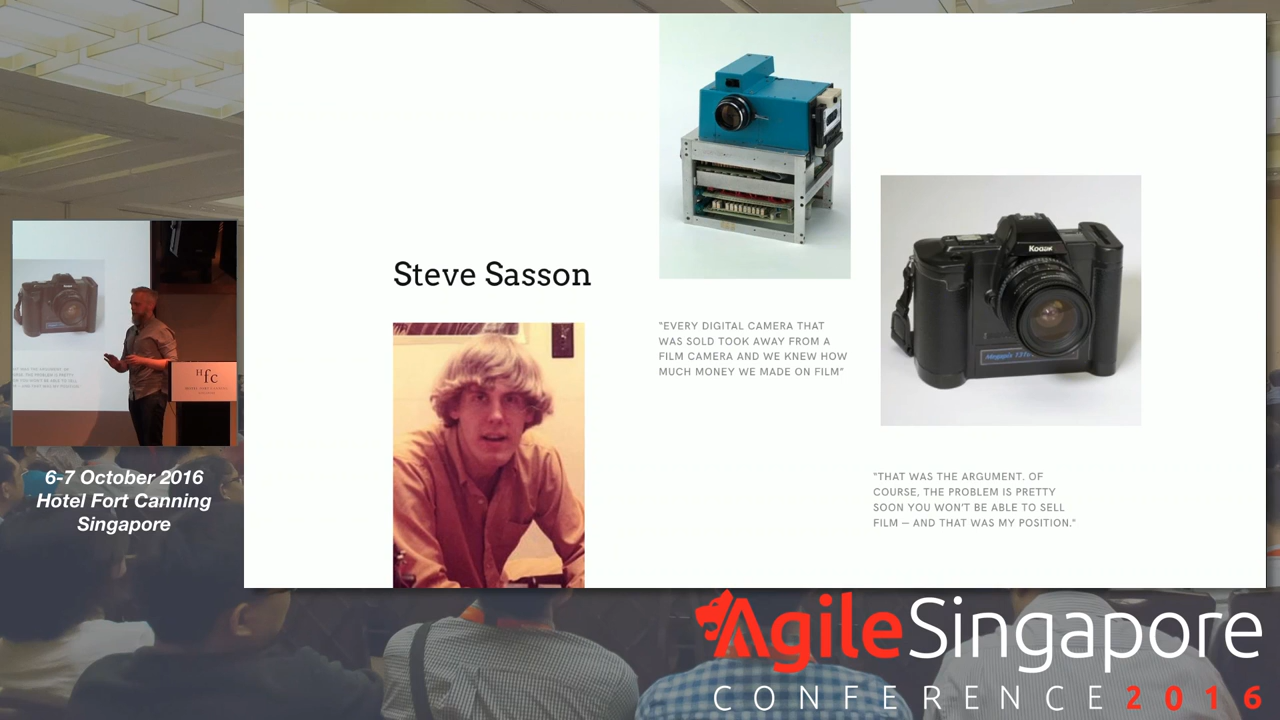 Steve Sasson
"EVERY DIGITAL CAMERA THAT
WAS SOLD TOOK AWAY FROM A
FILM CAMERA AND WE KNEW HOW
MUCH MONEY WE MADE ON FILM"
Kodak
"THAT WAS THE ARGUMENT. OF
COURSE, THE PROBLEM IS PRETTY
SOON YOU WON'T BE ABLE TO SELL
FILM — AND THAT WAS MY POSITION."
Hfc
6-7 October 2016
Hotel Fort Canning
Singapore
AgileSingapore
CONFERENCE 2016